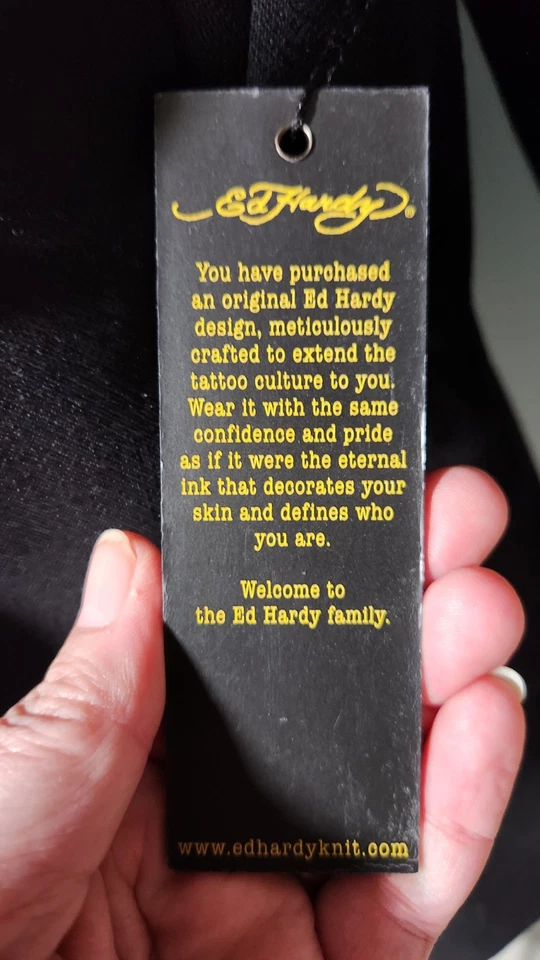 Ed Hardy®
You have purchased
an original Ed Hardy
design, meticulously
crafted to extend the
tattoo culture to you.
Wear it with the same
confidence and pride
as if it were the eternal
ink that decorates your
skin and defines who
you are.
Welcome to
the Ed Hardy family.
www.edhardyknit.com